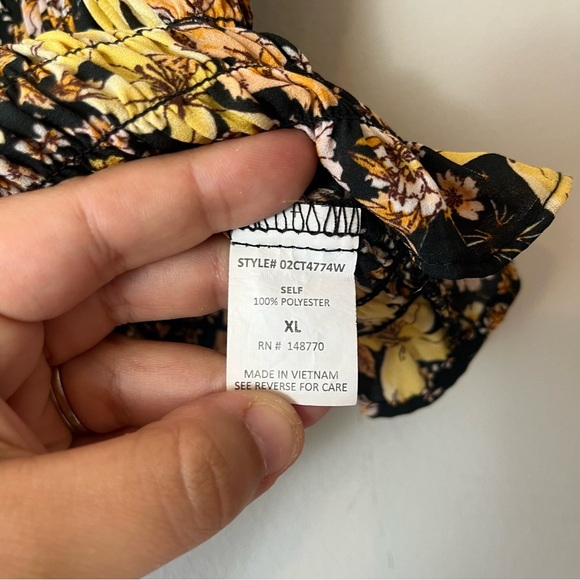 STYLE# 02CT4774W
SELF
100% POLYESTER
XL
RN # 148770
MADE IN VIETNAM
SEE REVERSE FOR CARE